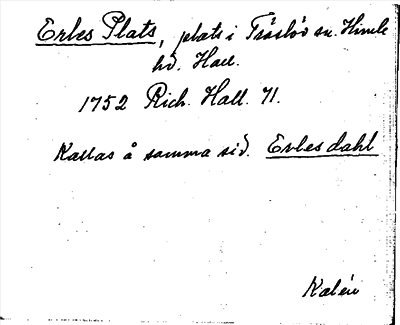 Erles Plats, plats i Träslöv sn. Himle
hd. Hall.
1752 Rich. Hall. 71.
Kallas å samma sid. Erlesdahl
Kalén